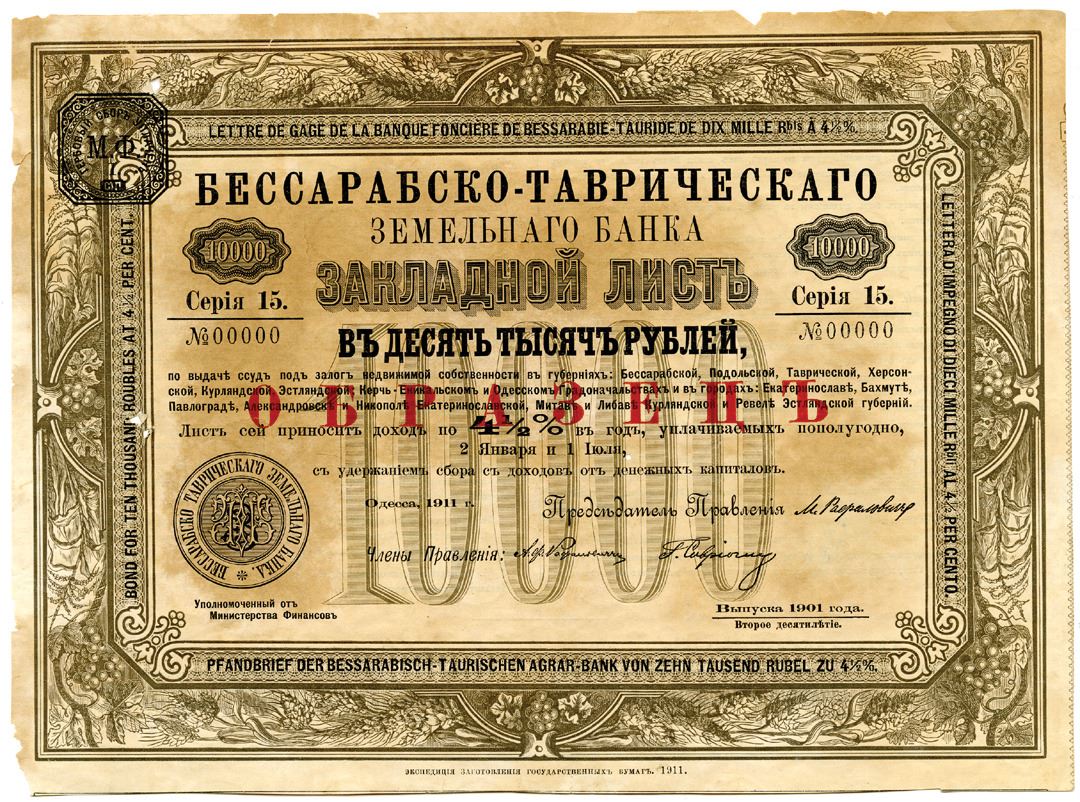 LETTRE DE GAGE DE LA BANQUE FONCIÈRE DE BESSARABIE-TAURIDE DE DIX MILLE Rbls À 4½%.
М.Ф.
БЕССАРАБСКО-ТАВРИЧЕСКАГО
ЗЕМЕЛЬНАГО БАНКА
10000 10000
ЗАКЛАДНОЙ ЛИСТЪ
Серія 15. Серія 15.
№00000 №00000
ВЪ ДЕСЯТЬ ТЫСЯЧЪ РУБЛЕЙ,
по выдачѣ ссудъ подъ залогъ недвижимой собственности въ губерніяхъ: Бессарабской, Подольской, Таврической, Херсон-
ской, Курляндской Эстляндской; Керчь-Еникальскомъ и Одесскомъ Градоначальствахъ и въ городахъ: Екатеринославѣ, Бахмутѣ,
Павлоградѣ, Александровскѣ и Никополѣ Екатеринославской, Митавѣ и Либавѣ Курляндской и Ревелѣ Эстляндской губерній.
ОБРАЗЕЦЪ
Листъ сей приноситъ доходъ по 4½% въ годъ, уплачиваемыхъ пополугодно,
2 Января и 1 Іюля,
съ удержаніемъ сбора съ доходовъ отъ денежныхъ капиталовъ.
10000
Одесса, 1911 г. Предсѣдатель Правленія
Члены Правленія:
БЕССАРАБСКО ТАВРИЧЕСКАГО ЗЕМЕЛЬНАГО БАНКА.
Уполномоченный отъ
Министерства Финансовъ
Выпуска 1901 года.
Второе десятилѣтіе.
PFANDBRIEF DER BESSARABISCH-TAURISCHEN AGRAR-BANK VON ZEHN TAUSEND RUBEL ZU 4½%.
BOND FOR TEN THOUSAND ROUBLES AT 4½ PER CENT.
LETTERA D'IMPEGNO DI DIECI MILLE Rbl AL 4½ PER CENTO.
ЭКСПЕДИЦІЯ ЗАГОТОВЛЕНІЯ ГОСУДАРСТВЕННЫХЪ БУМАГЪ. 1911.